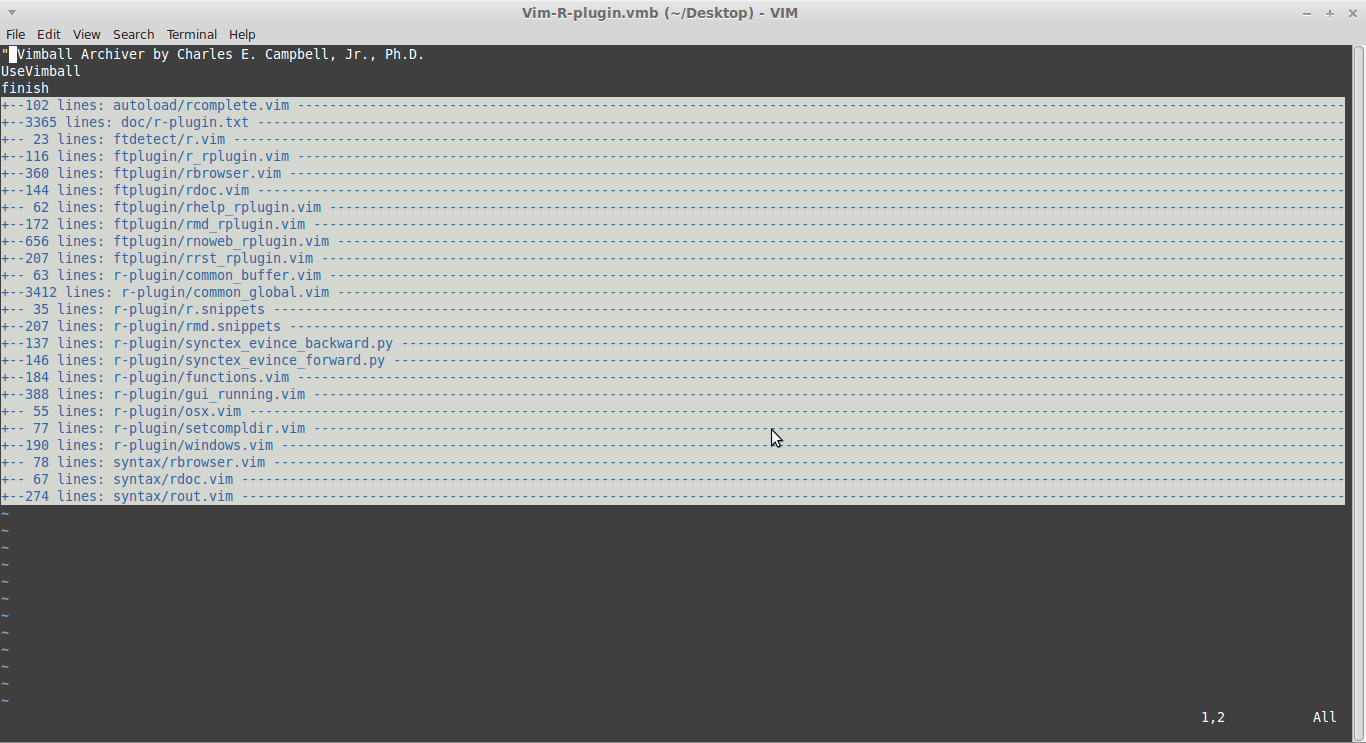 Vim-R-plugin.vmb (~/Desktop) - VIM
File Edit View Search Terminal Help
" Vimball Archiver by Charles E. Campbell, Jr., Ph.D.
UseVimball
finish
+--102 lines: autoload/rcomplete.vim -----------------------------------------------------------------------------------------------------------------------------------
+--3365 lines: doc/r-plugin.txt ----------------------------------------------------------------------------------------------------------------------------------------
+-- 23 lines: ftdetect/r.vim -------------------------------------------------------------------------------------------------------------------------------------------
+--116 lines: ftplugin/r_rplugin.vim -----------------------------------------------------------------------------------------------------------------------------------
+--360 lines: ftplugin/rbrowser.vim ------------------------------------------------------------------------------------------------------------------------------------
+--144 lines: ftplugin/rdoc.vim ----------------------------------------------------------------------------------------------------------------------------------------
+-- 62 lines: ftplugin/rhelp_rplugin.vim -------------------------------------------------------------------------------------------------------------------------------
+--172 lines: ftplugin/rmd_rplugin.vim ---------------------------------------------------------------------------------------------------------------------------------
+--656 lines: ftplugin/rnoweb_rplugin.vim ------------------------------------------------------------------------------------------------------------------------------
+--207 lines: ftplugin/rrst_rplugin.vim --------------------------------------------------------------------------------------------------------------------------------
+-- 63 lines: r-plugin/common_buffer.vim -------------------------------------------------------------------------------------------------------------------------------
+--3412 lines: r-plugin/common_global.vim ------------------------------------------------------------------------------------------------------------------------------
+-- 35 lines: r-plugin/r.snippets --------------------------------------------------------------------------------------------------------------------------------------
+--207 lines: r-plugin/rmd.snippets ------------------------------------------------------------------------------------------------------------------------------------
+--137 lines: r-plugin/synctex_evince_backward.py ----------------------------------------------------------------------------------------------------------------------
+--146 lines: r-plugin/synctex_evince_forward.py -----------------------------------------------------------------------------------------------------------------------
+--184 lines: r-plugin/functions.vim -----------------------------------------------------------------------------------------------------------------------------------
+--388 lines: r-plugin/gui_running.vim ---------------------------------------------------------------------------------------------------------------------------------
+-- 55 lines: r-plugin/osx.vim -----------------------------------------------------------------------------------------------------------------------------------------
+-- 77 lines: r-plugin/setcompldir.vim ---------------------------------------------------------------------------------------------------------------------------------
+--190 lines: r-plugin/windows.vim -------------------------------------------------------------------------------------------------------------------------------------
+-- 78 lines: syntax/rbrowser.vim --------------------------------------------------------------------------------------------------------------------------------------
+-- 67 lines: syntax/rdoc.vim ------------------------------------------------------------------------------------------------------------------------------------------
+--274 lines: syntax/rout.vim ------------------------------------------------------------------------------------------------------------------------------------------
~
~
~
~
~
~
~
~
~
~
~
~
1,2 All